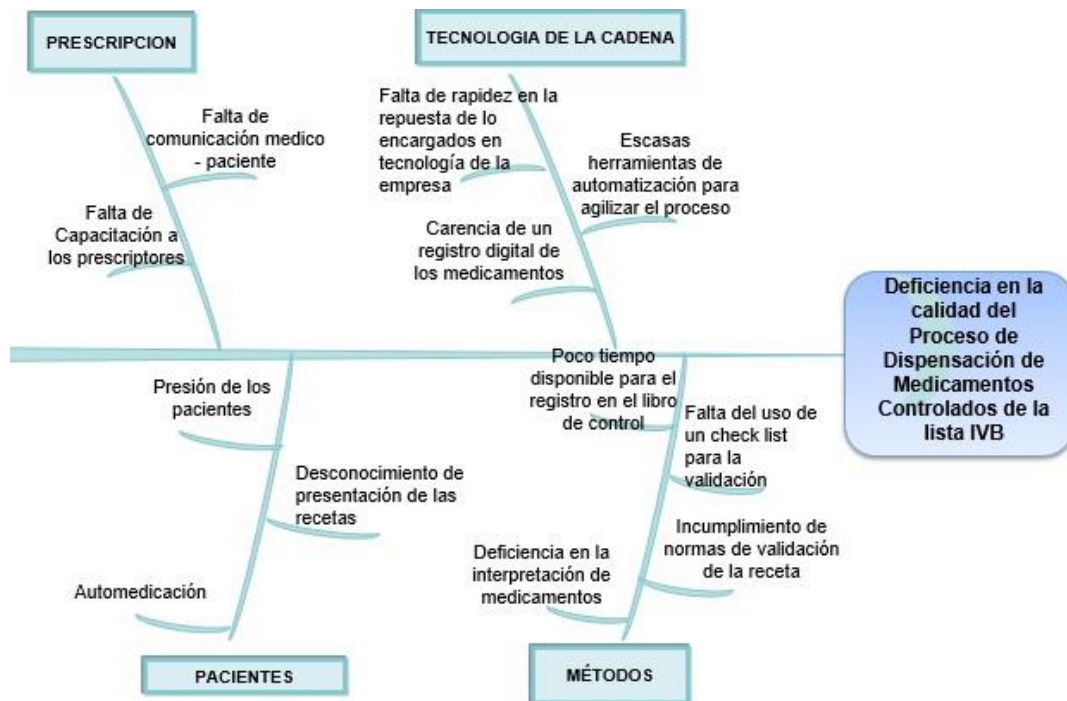 PRESCRIPCION
TECNOLOGIA DE LA CADENA
Falta de
comunicación medico
- paciente
Falta de
Capacitación a
los prescriptores
Falta de rapidez en la
repuesta de lo
encargados en
tecnología de la
empresa
Escasas
herramientas de
automatización para
agilizar el proceso
Carencia de un
registro digital de
los medicamentos
Deficiencia en la
calidad del
Proceso de
Dispensación de
Medicamentos
Controlados de la
lista IVB
Presión de los
pacientes
Desconocimiento de
presentación de las
recetas
Automedicación
Poco tiempo
disponible para el
registro en el libro
de control
Falta del uso de
un check list
para la
validación
Deficiencia en la
interpretación de
medicamentos
Incumplimiento de
normas de validación
de la receta
PACIENTES
MÉTODOS